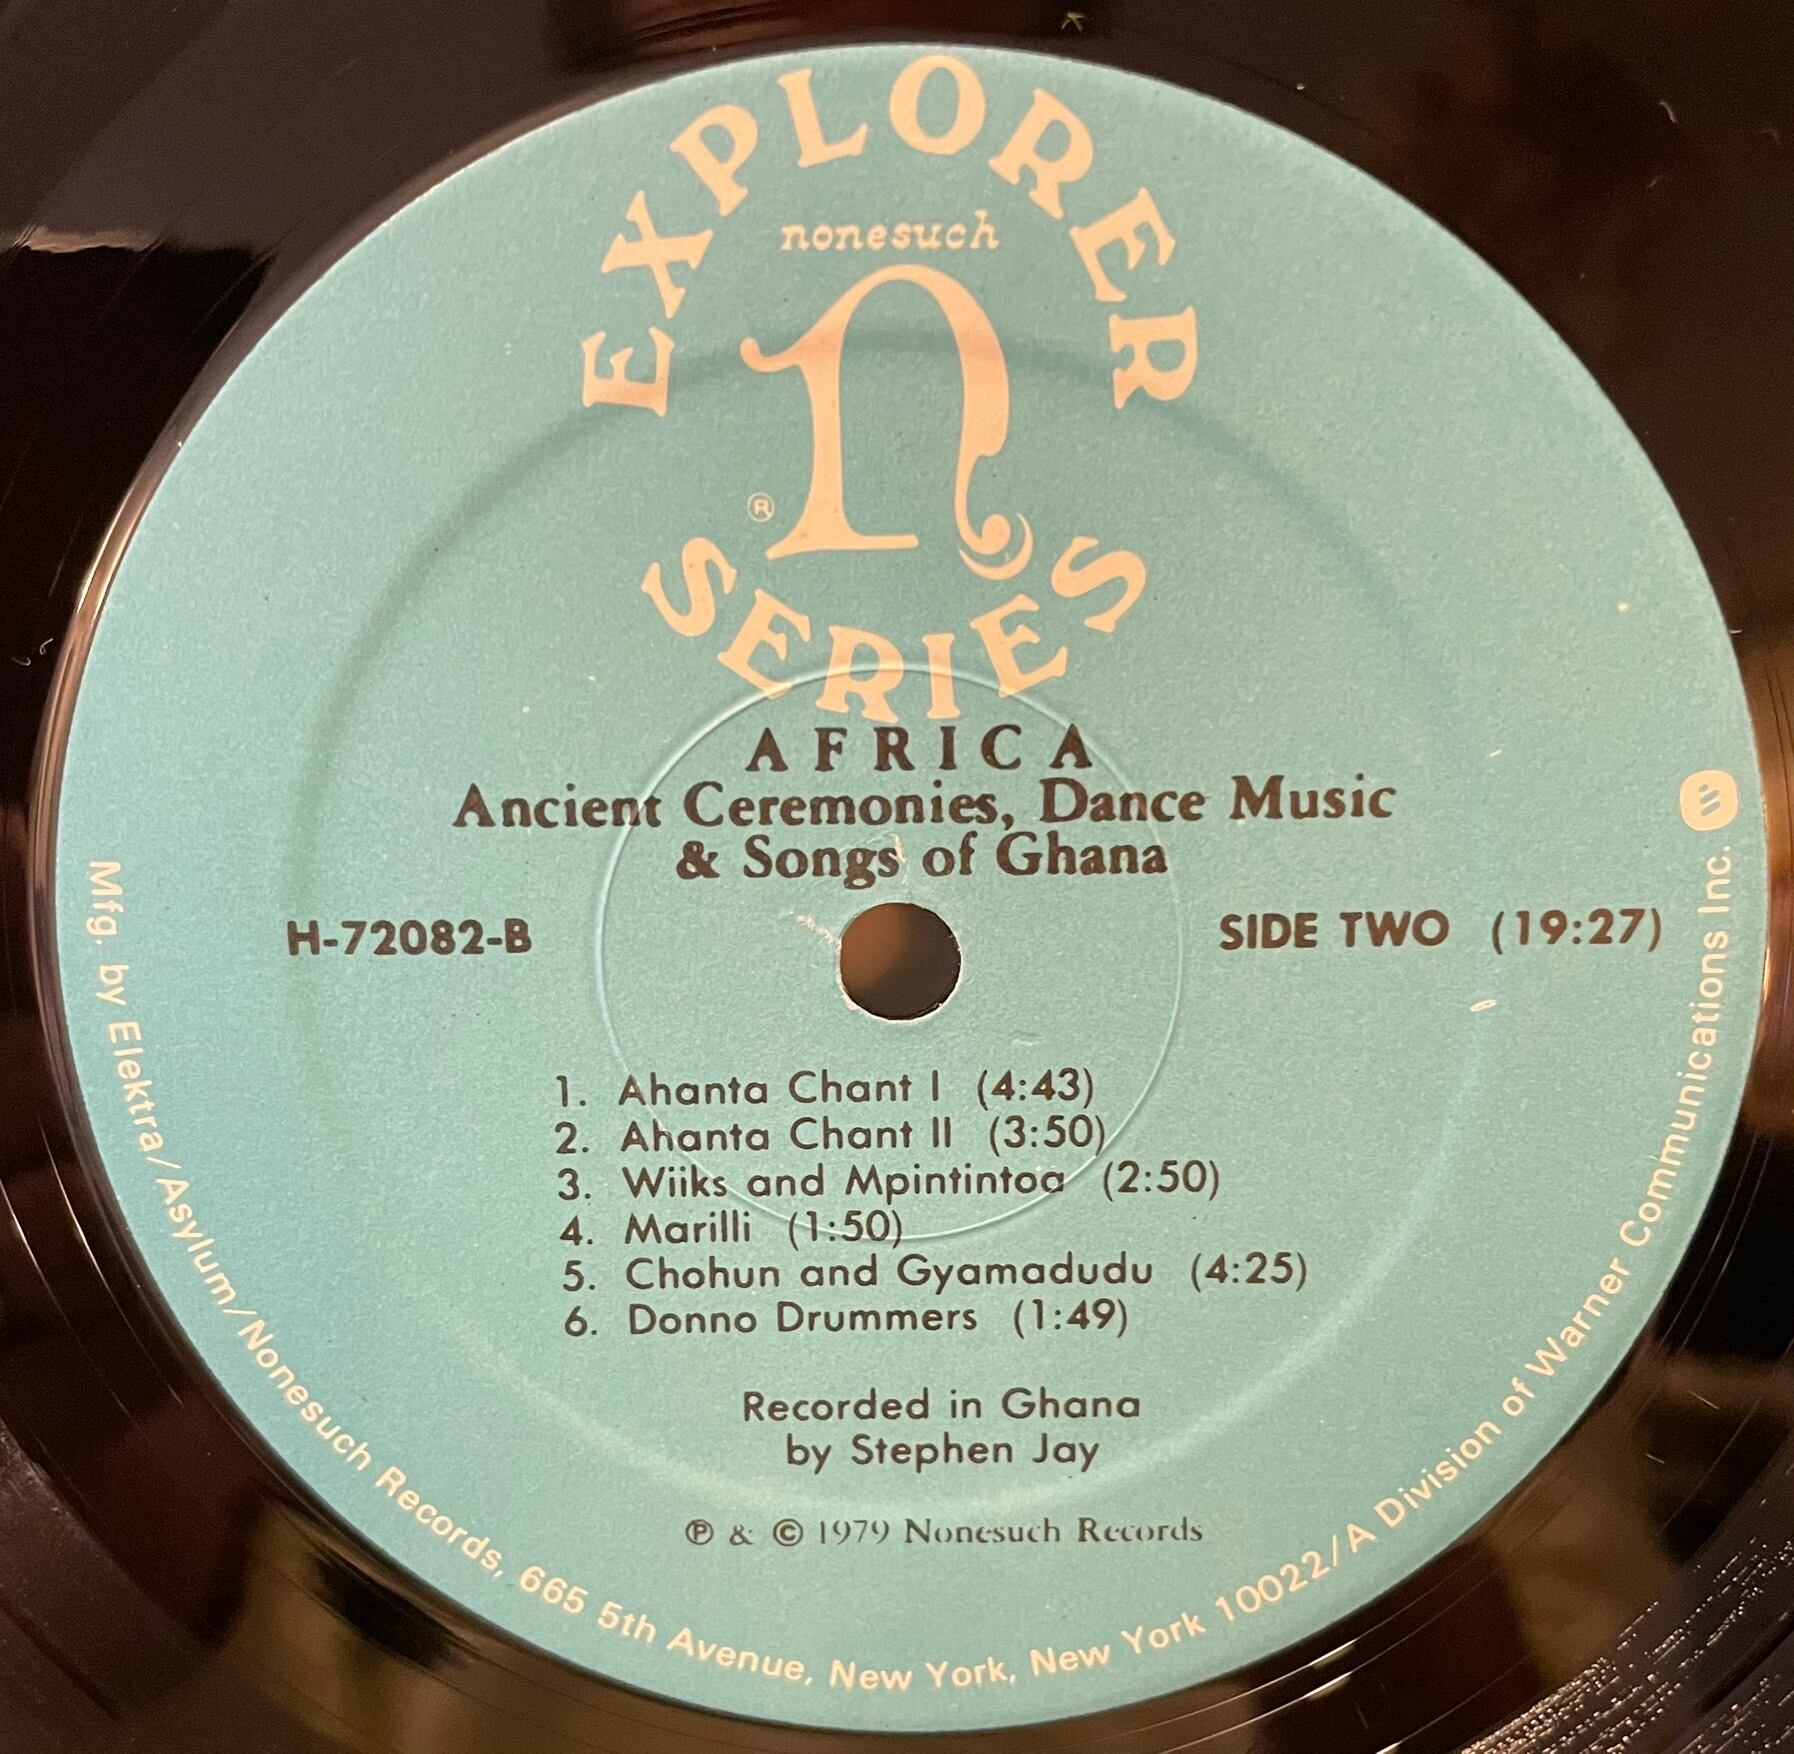 EXPLORER
nonesuch
n
®
SERIES
AFRICA
Ancient Ceremonies, Dance Music
& Songs of Ghana
H-72082-B
SIDE TWO (19:27)
1. Ahanta Chant I (4:43)
2. Ahanta Chant II (3:50)
3. Wiiks and Mpintintoa (2:50)
4. Marilli (1:50)
5. Chohun and Gyamadudu (4:25)
6. Donno Drummers (1:49)
Recorded in Ghana
by Stephen Jay
℗ & © 1979 Nonesuch Records
Mfg. by Elektra/Asylum/Nonesuch Records, 665 5th Avenue, New York, New York 10022/A Division of Warner Communications Inc.